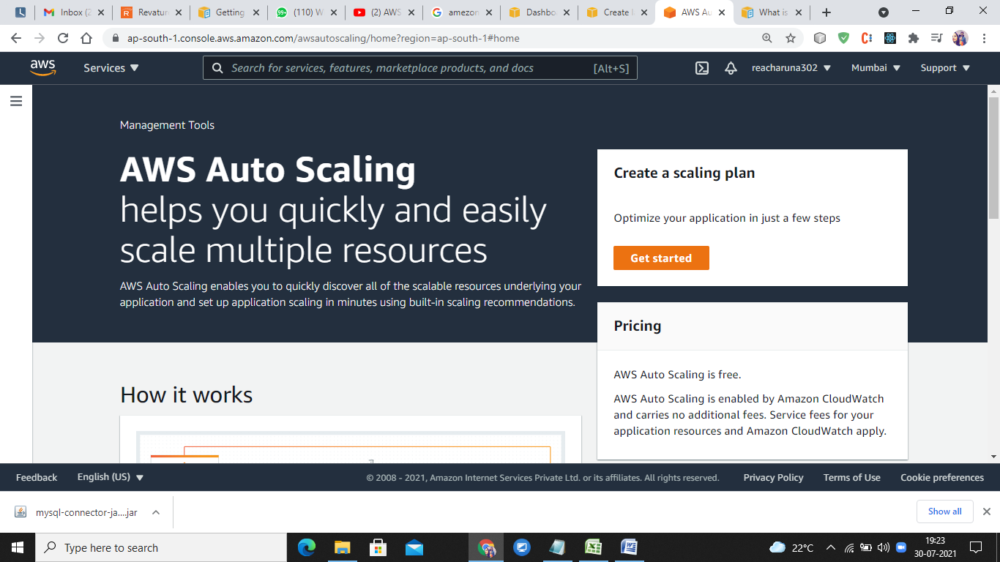 Inbox (2
Revatur
Getting
99+
(110) W
(2) AWS
amezon
Dashbo
Create l
AWS Au
What is
ap-south-1.console.aws.amazon.com/awsautoscaling/home?region=ap-south-1#home
aws
Services
Search for services, features, marketplace products, and docs
[Alt+S]
reacharuna302
Mumbai
Support
Management Tools
AWS Auto Scaling
helps you quickly and easily
scale multiple resources
AWS Auto Scaling enables you to quickly discover all of the scalable resources underlying your
application and set up application scaling in minutes using built-in scaling recommendations.
Create a scaling plan
Optimize your application in just a few steps
Get started
Pricing
AWS Auto Scaling is free.
AWS Auto Scaling is enabled by Amazon CloudWatch
and carries no additional fees. Service fees for your
application resources and Amazon CloudWatch apply.
How it works
Feedback
English (US)
© 2008 - 2021, Amazon Internet Services Private Ltd. or its affiliates. All rights reserved.
Privacy Policy
Terms of Use
Cookie preferences
mysql-connector-ja....jar
Show all
Type here to search
22°C
19:23
30-07-2021